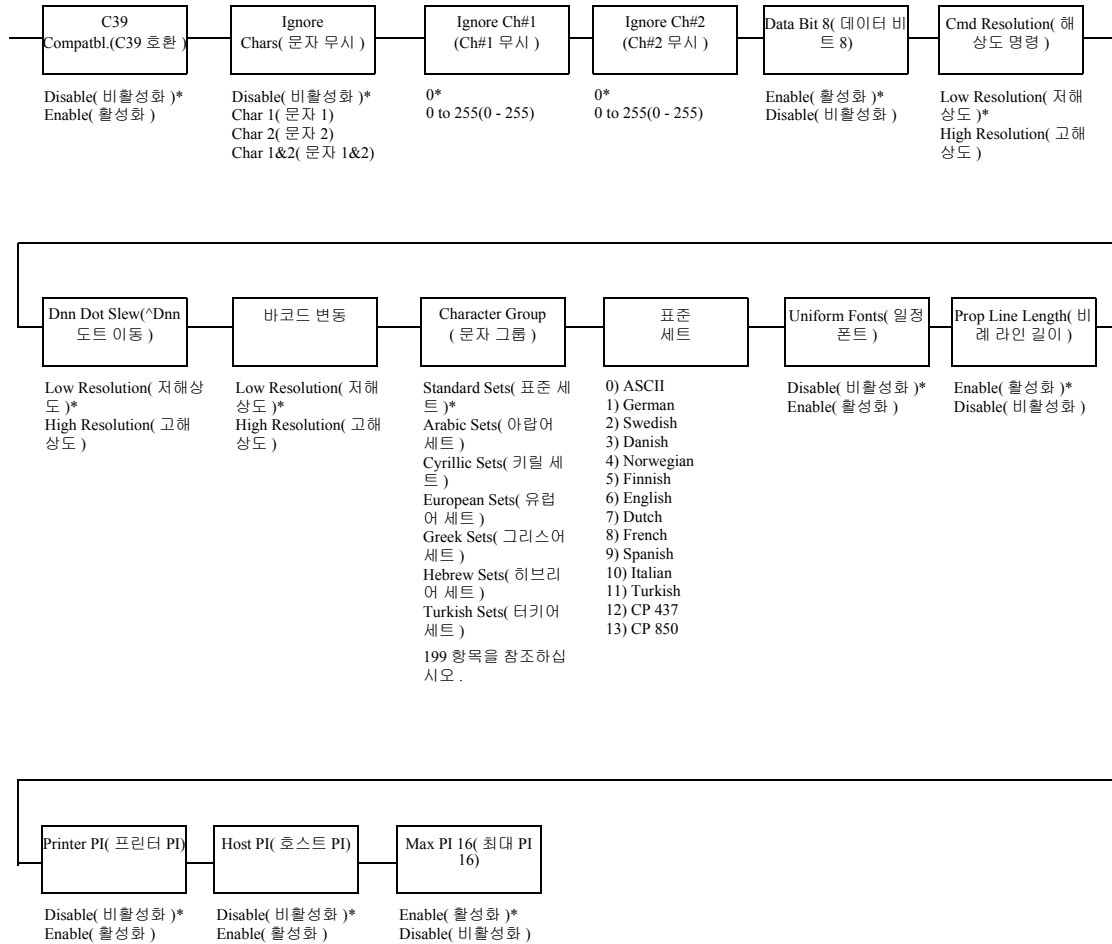 C39
Compatbl.(C39 호환 )
Disable( 비활성화 )*
Enable( 활성화 )
Ignore
Chars( 문자 무시 )
Disable( 비활성화 )*
Char 1( 문자 1)
Char 2( 문자 2)
Char 1&2( 문자 1&2)
Ignore Ch#1
(Ch#1 무시 )
0*
0 to 255(0 - 255)
Ignore Ch#2
(Ch#2 무시 )
0*
0 to 255(0 - 255)
Data Bit 8( 데이터 비
트 8)
Enable( 활성화 )*
Disable( 비활성화 )
Cmd Resolution( 해
상도 명령 )
Low Resolution( 저해
상도 )*
High Resolution( 고해
상도 )
Dnn Dot Slew(^Dnn
도트 이동 )
Low Resolution( 저해상
도 )*
High Resolution( 고해
상도 )
바코드 변동
Low Resolution( 저해
상도 )*
High Resolution( 고해
상도 )
Character Group
( 문자 그룹 )
Standard Sets( 표준 세
트 )*
Arabic Sets( 아랍어
세트 )
Cyrillic Sets( 키릴 세
트 )
European Sets( 유럽
어 세트 )
Greek Sets( 그리스어
세트 )
Hebrew Sets( 히브리
어 세트 )
Turkish Sets( 터키어
세트 )
199 항목을 참조하십
시오 .
표준
세트
0) ASCII
1) German
2) Swedish
3) Danish
4) Norwegian
5) Finnish
6) English
7) Dutch
8) French
9) Spanish
10) Italian
11) Turkish
12) CP 437
13) CP 850
Uniform Fonts( 일정
폰트 )
Disable( 비활성화 )*
Enable( 활성화 )
Prop Line Length( 비
례 라인 길이 )
Enable( 활성화 )*
Disable( 비활성화 )
Printer PI( 프린터 PI)
Disable( 비활성화 )*
Enable( 활성화 )
Host PI( 호스트 PI)
Disable( 비활성화 )*
Enable( 활성화 )
Max PI 16( 최대 PI
16)
Enable( 활성화 )*
Disable( 비활성화 )